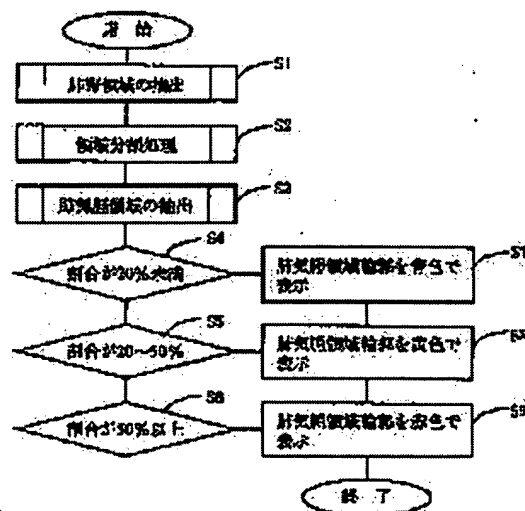 開 始
S1
肺野領域の抽出
S2
領域分割処理
S3
肺気腫領域の抽出
S4
割合が20%未満
S7
肺気腫領域輪郭を青色で
表示
S5
割合が20～50%
S8
肺気腫領域輪郭を黄色で
表示
S6
割合が50%以上
S9
肺気腫領域輪郭を赤色で
表示
終 了